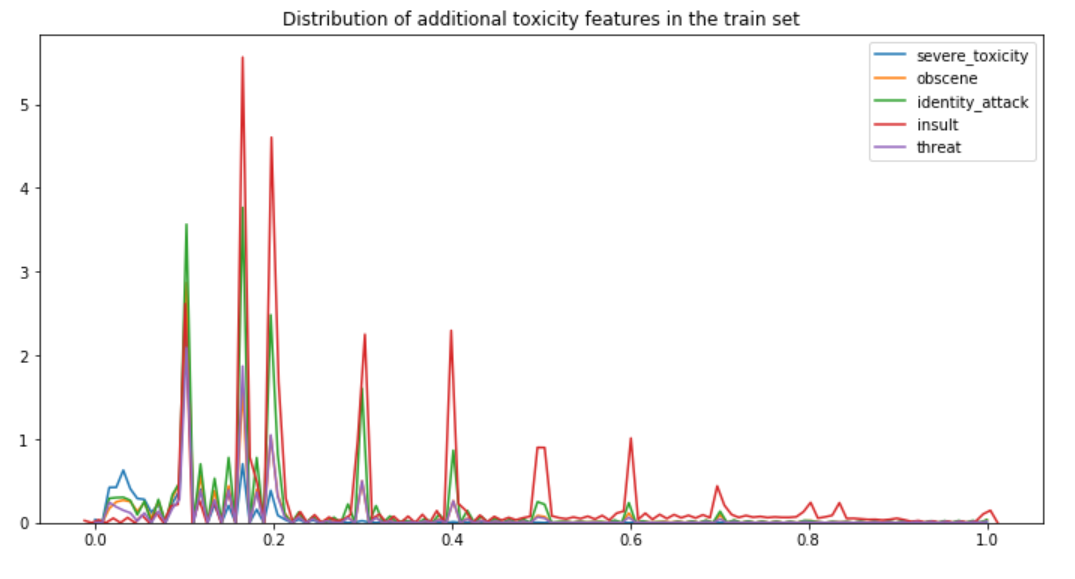 Distribution of additional toxicity features in the train set
severe_toxicity
obscene
identity_attack
insult
threat
5
4
3
2
1
0
0.0 0.2 0.4 0.6 0.8 1.0